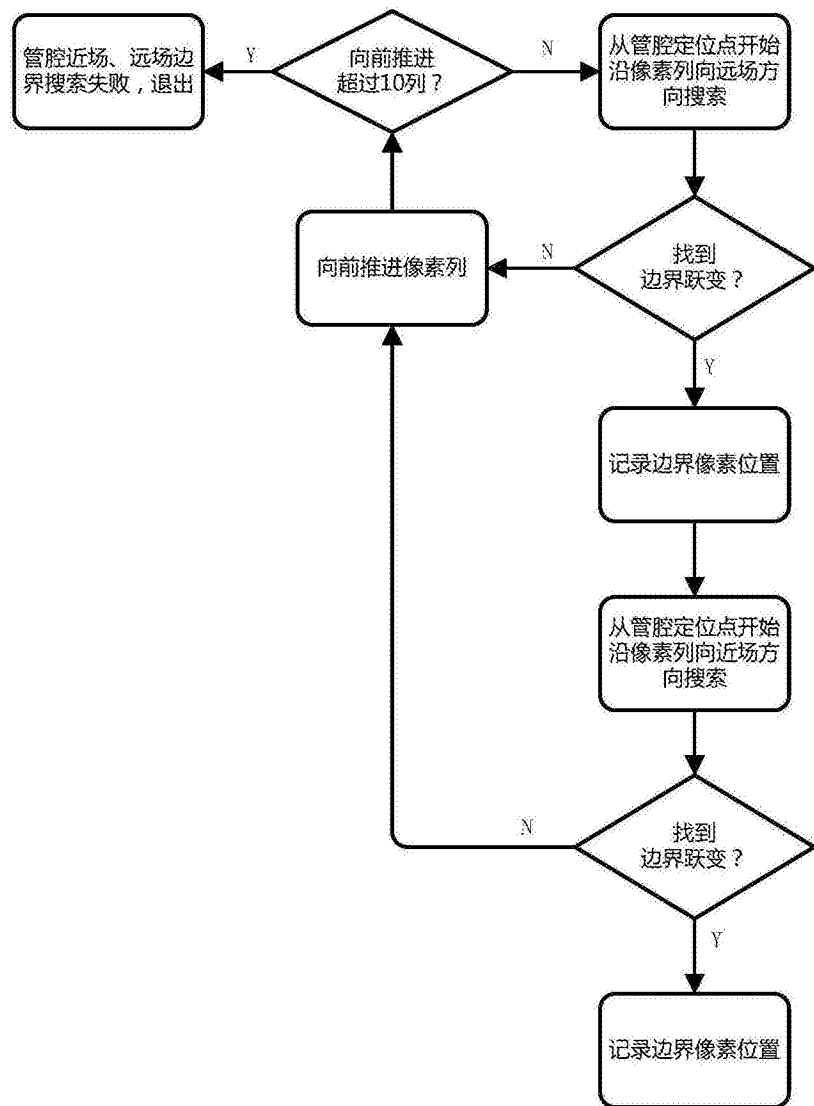 管腔近场、远场边
界搜索失败，退出
Y
向前推进
超过10列？
N
从管腔定位点开始
沿像素列向远场方
向搜索
向前推进像素列
N
找到
边界跃变？
Y
记录边界像素位置
从管腔定位点开始
沿像素列向近场方
向搜索
N
找到
边界跃变？
Y
记录边界像素位置